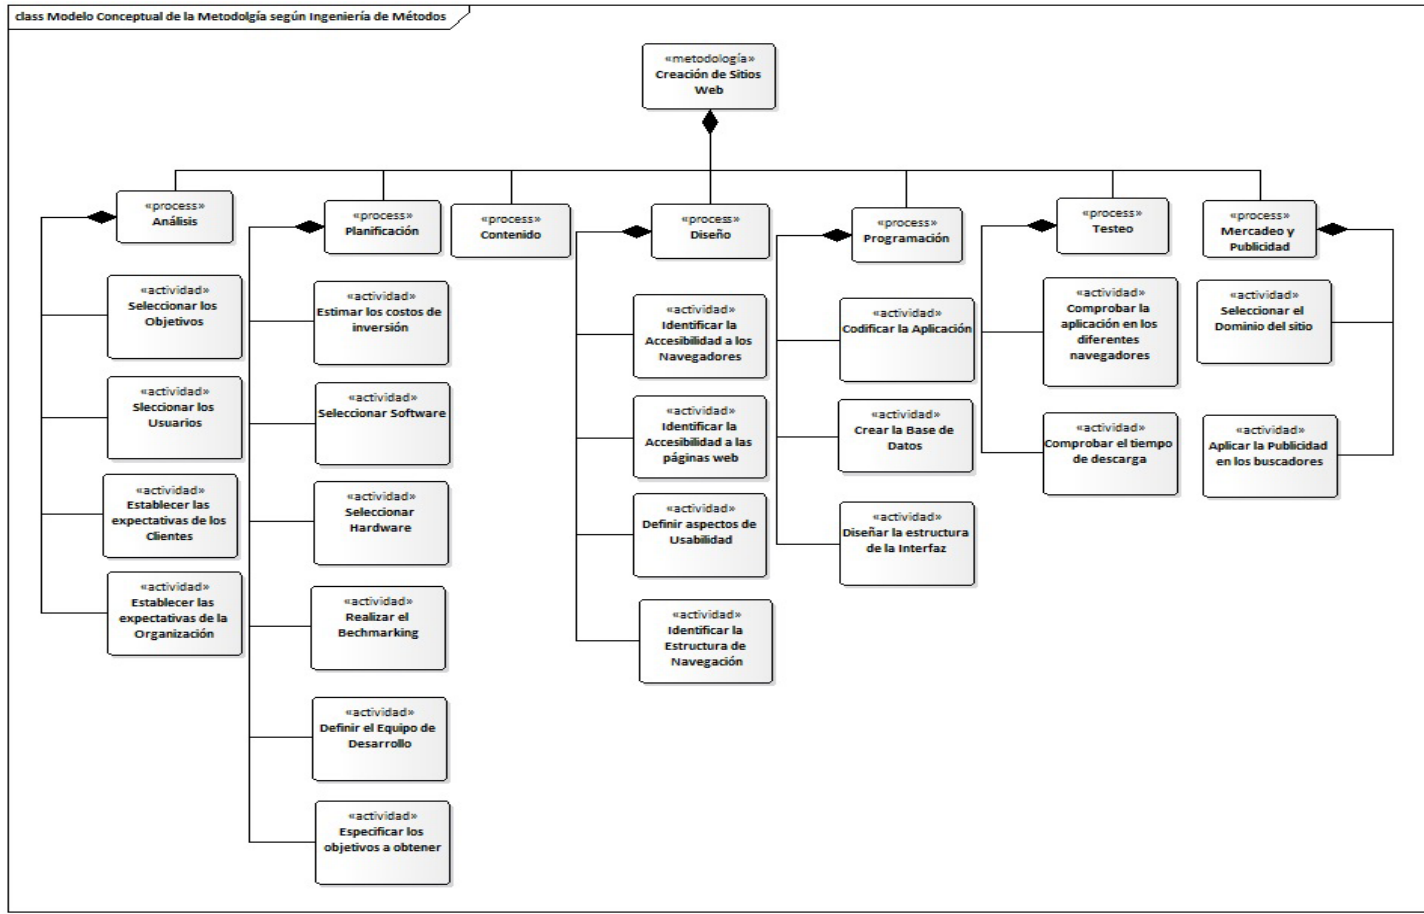 class Modelo Conceptual de la Metodolgía según Ingeniería de Métodos
«metodología»
Creación de Sitios
Web
«process»
Análisis
«process»
Planificación
«process»
Contenido
«process»
Diseño
«process»
Programación
«process»
Testeo
«process»
Mercadeo y
Publicidad
«actividad»
Seleccionar los
Objetivos
«actividad»
Sleccionar los
Usuarios
«actividad»
Establecer las
expectativas de los
Clientes
«actividad»
Establecer las
expectativas de la
Organización
«actividad»
Estimar los costos de
inversión
«actividad»
Seleccionar Software
«actividad»
Seleccionar
Hardware
«actividad»
Realizar el
Bechmarking
«actividad»
Definir el Equipo de
Desarrollo
«actividad»
Especificar los
objetivos a obtener
«actividad»
Identificar la
Accesibilidad a los
Navegadores
«actividad»
Identificar la
Accesibilidad a las
páginas web
«actividad»
Definir aspectos de
Usabilidad
«actividad»
Identificar la
Estructura de
Navegación
«actividad»
Codificar la Aplicación
«actividad»
Crear la Base de
Datos
«actividad»
Diseñar la estructura
de la Interfaz
«actividad»
Comprobar la
aplicación en los
diferentes
navegadores
«actividad»
Comprobar el tiempo
de descarga
«actividad»
Seleccionar el
Dominio del sitio
«actividad»
Aplicar la Publicidad
en los buscadores